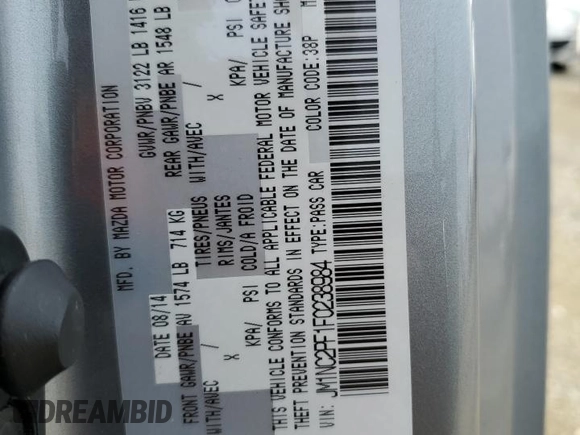 MFD. BY MAZDA MOTOR CORPORATION
DATE 08/14 GVWR/PNBV 3122 LB 1416
FRONT GAWR/PNBE AV 1574 LB 714 KG REAR GAWR/PNBE AR 1548 LB
WITH/AVEC TIRES/PNEUS WITH/AVEC
X RIMS/JANTES X
KPA/ PSI COLD/A FROID KPA/ PSI
THIS VEHICLE CONFORMS TO ALL APPLICABLE FEDERAL MOTOR VEHICLE SAFETY
THEFT PREVENTION STANDARDS IN EFFECT ON THE DATE OF MANUFACTURE SH
VIN: JM1NC2PF1F0238984 TYPE:PASS CAR COLOR CODE:38P M
DREAMBID